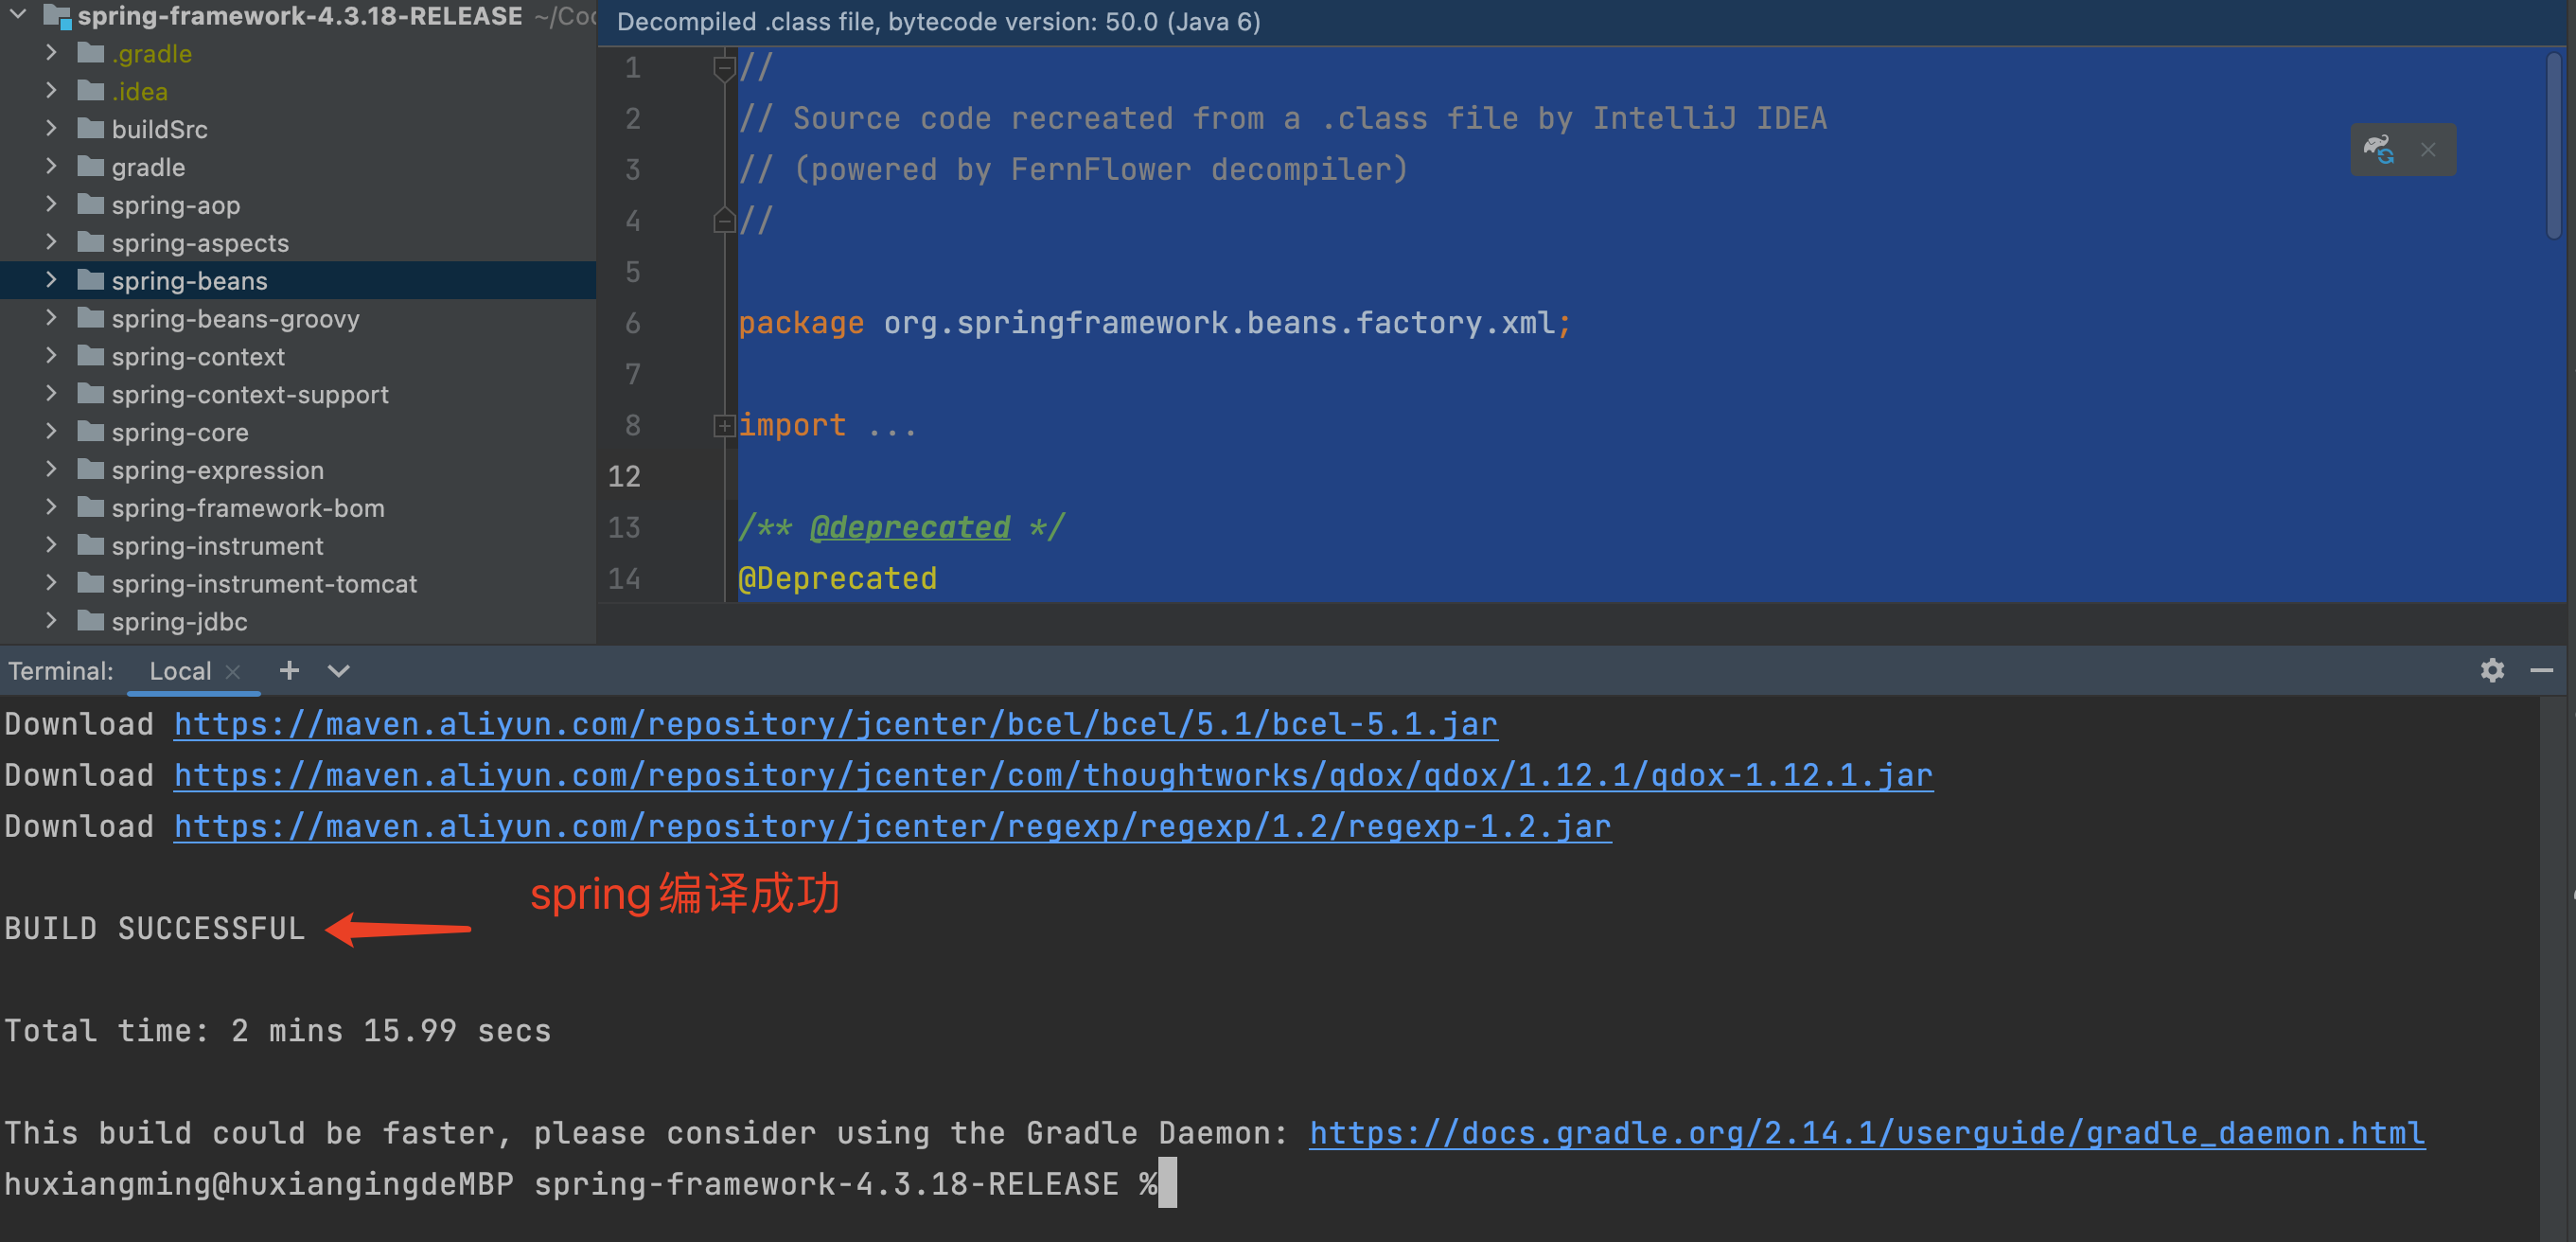 spring-framework-4.3.18-RELEASE ~/Coc
.gradle
.idea
buildSrc
gradle
spring-aop
spring-aspects
spring-beans
spring-beans-groovy
spring-context
spring-context-support
spring-core
spring-expression
spring-framework-bom
spring-instrument
spring-instrument-tomcat
spring-jdbc
Decompiled .class file, bytecode version: 50.0 (Java 6)
1 //
2 // Source code recreated from a .class file by IntelliJ IDEA
3 // (powered by FernFlower decompiler)
4 //
5
6 package org.springframework.beans.factory.xml;
7
8 import ...
12
13 /** @deprecated */
14 @Deprecated
Terminal: Local
Download https://maven.aliyun.com/repository/jcenter/bcel/bcel/5.1/bcel-5.1.jar
Download https://maven.aliyun.com/repository/jcenter/com/thoughtworks/qdox/qdox/1.12.1/qdox-1.12.1.jar
Download https://maven.aliyun.com/repository/jcenter/regexp/regexp/1.2/regexp-1.2.jar
spring编译成功
BUILD SUCCESSFUL
Total time: 2 mins 15.99 secs
This build could be faster, please consider using the Gradle Daemon: https://docs.gradle.org/2.14.1/userguide/gradle_daemon.html
huxiangming@huxiangingdeMBP spring-framework-4.3.18-RELEASE %